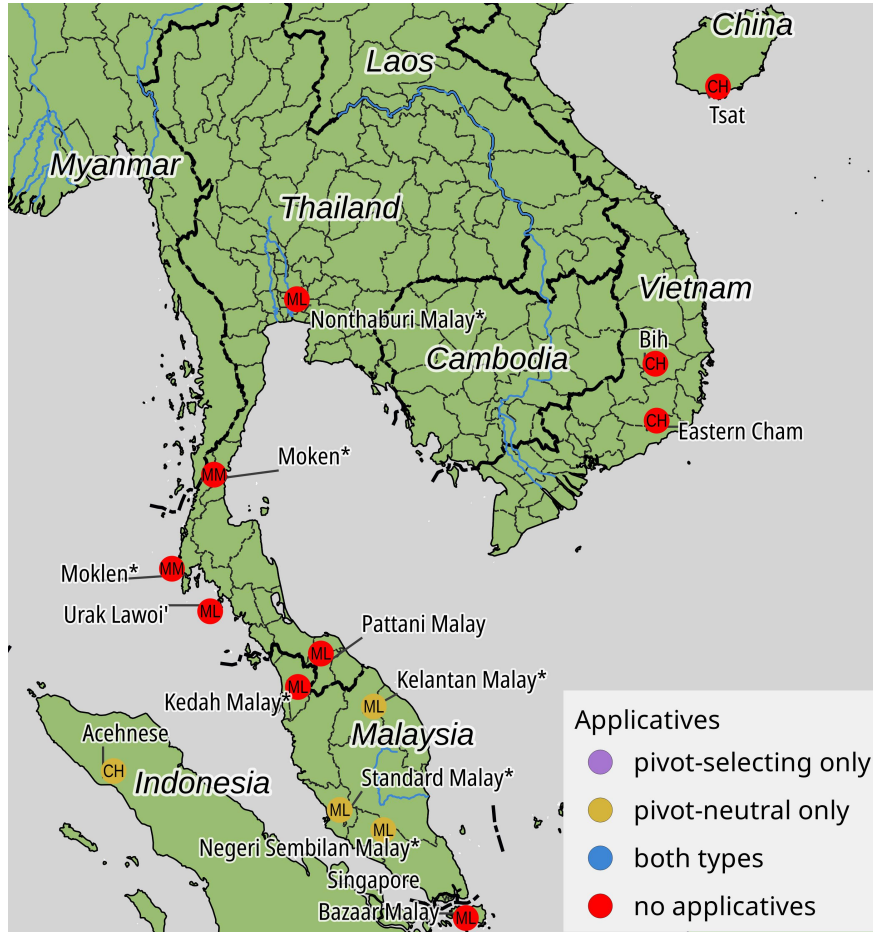 China
CH
Tsat
Laos
Myanmar
Thailand
Vietnam
ML
Nonthaburi Malay*
Bih
CH
Cambodia
CH
Eastern Cham
Moken*
MM
Moklen*
MM
Urak Lawoi'
ML
Pattani Malay
ML
Kelantan Malay*
Kedah Malay*
ML
ML
Acehnese
Malaysia
CH
Indonesia
Standard Malay*
ML
ML
Negeri Sembilan Malay*
Singapore
Bazaar Malay
ML
Applicatives
pivot-selecting only
pivot-neutral only
both types
no applicatives